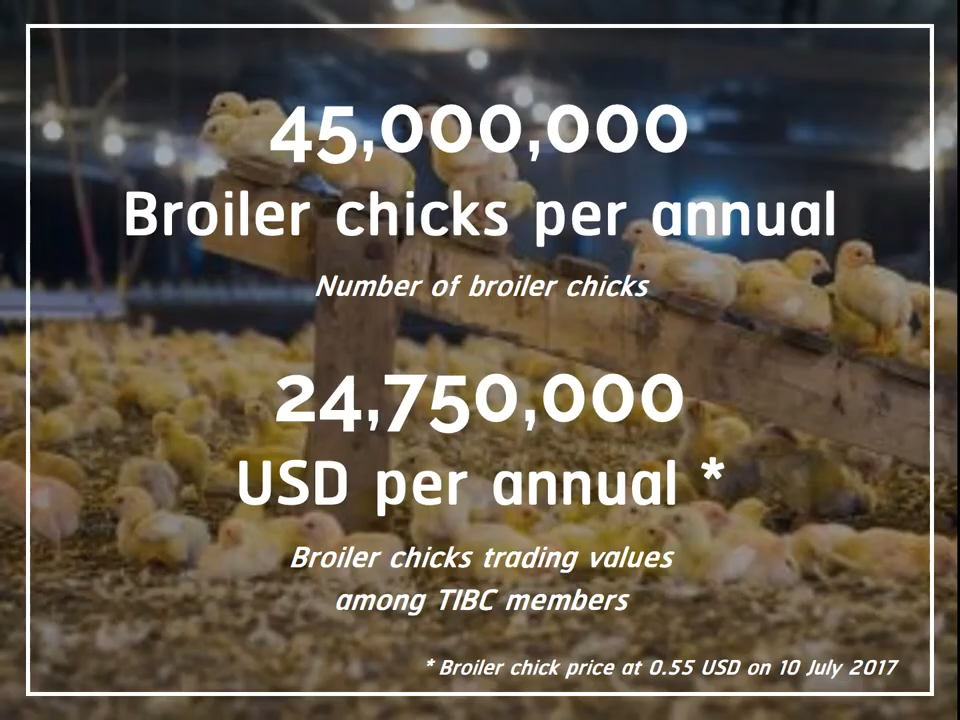 45,000,000
Broiler chicks per annual
Number of broiler chicks
24,750,000
USD per annual *
Broiler chicks trading values
among TIBC members
* Broiler chick price at 0.55 USD on 10 July 2017